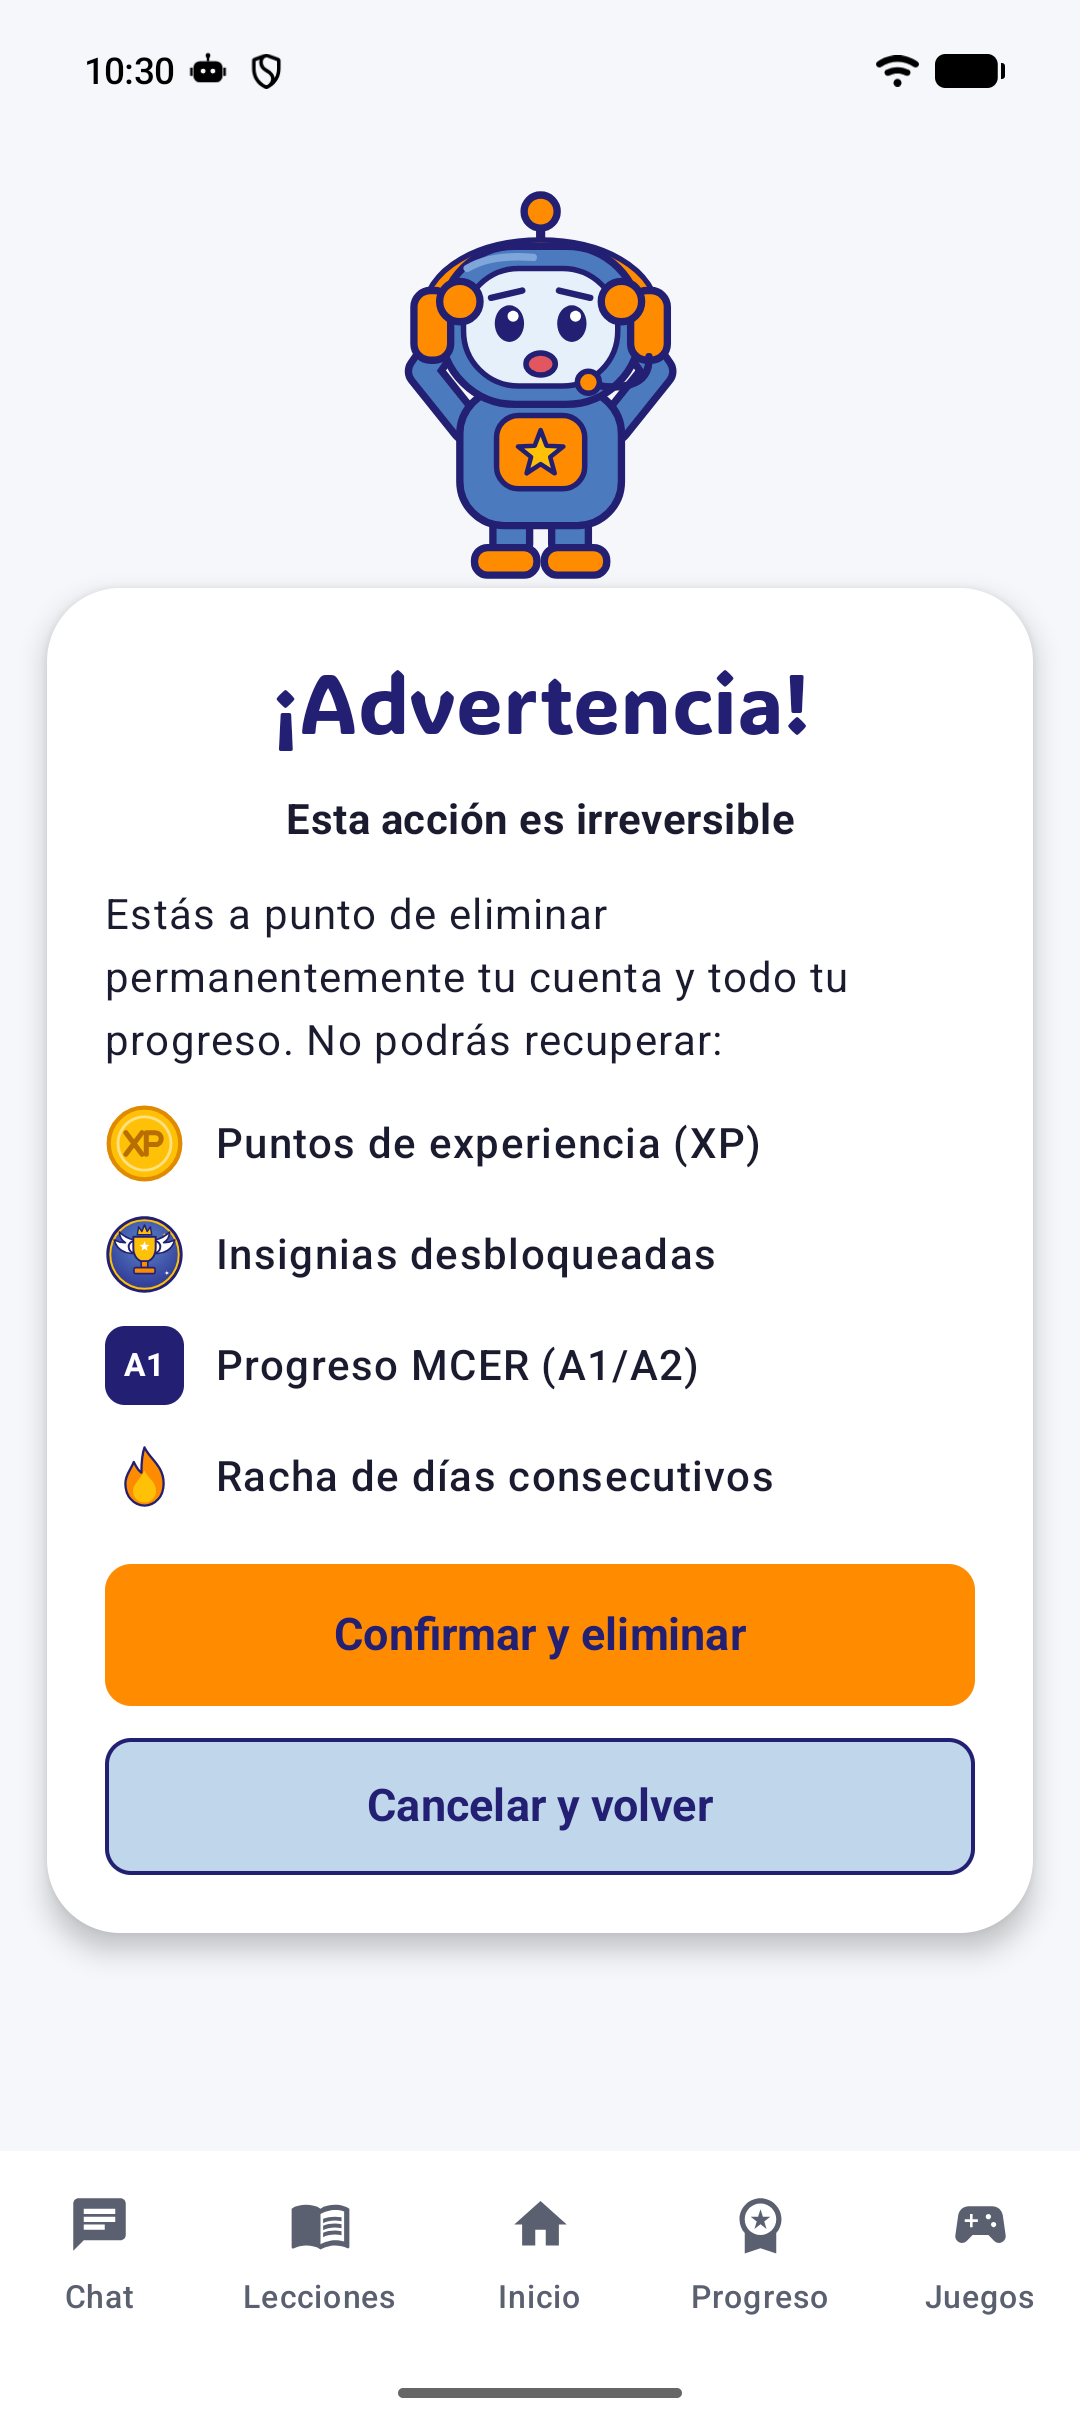 10:30
¡Advertencia!
Esta acción es irreversible
Estás a punto de eliminar
permanentemente tu cuenta y todo tu
progreso. No podrás recuperar:
XP Puntos de experiencia (XP)
Insignias desbloqueadas
A1 Progreso MCER (A1/A2)
Racha de días consecutivos
Confirmar y eliminar
Cancelar y volver
Chat Lecciones Inicio Progreso Juegos